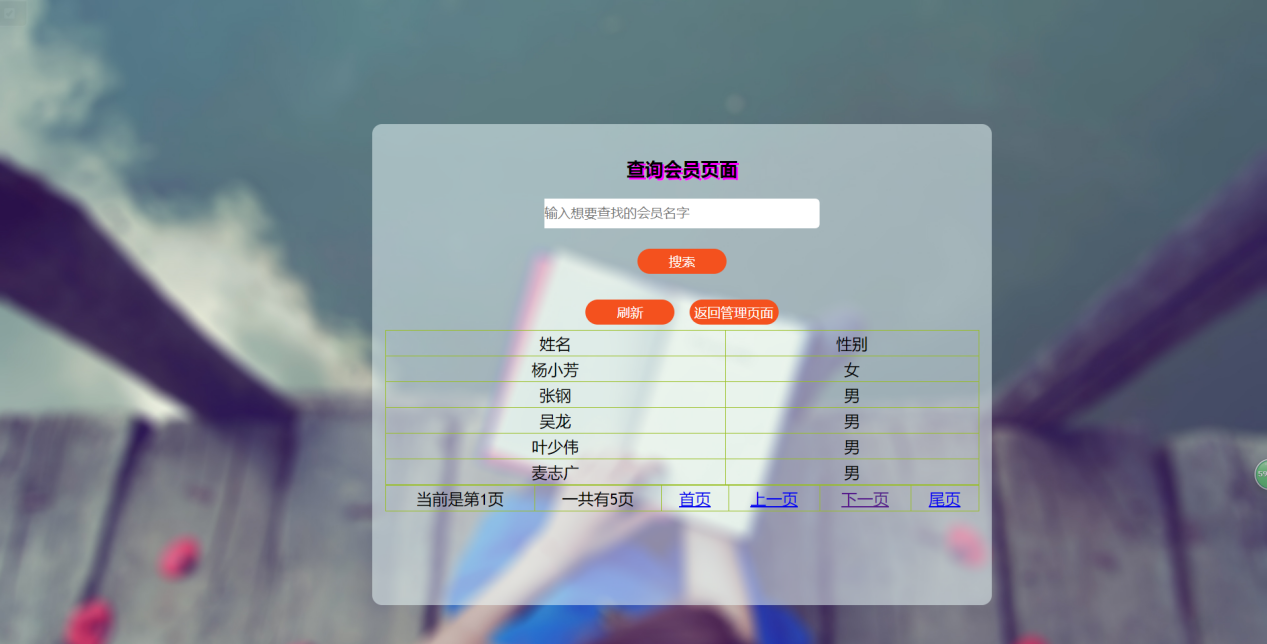 查询会员页面
输入想要查找的会员名字
搜索
刷新 返回管理页面
姓名 性别
杨小芳 女
张钢 男
吴龙 男
叶少伟 男
麦志广 男
当前是第1页 一共有5页 首页 上一页 下一页 尾页